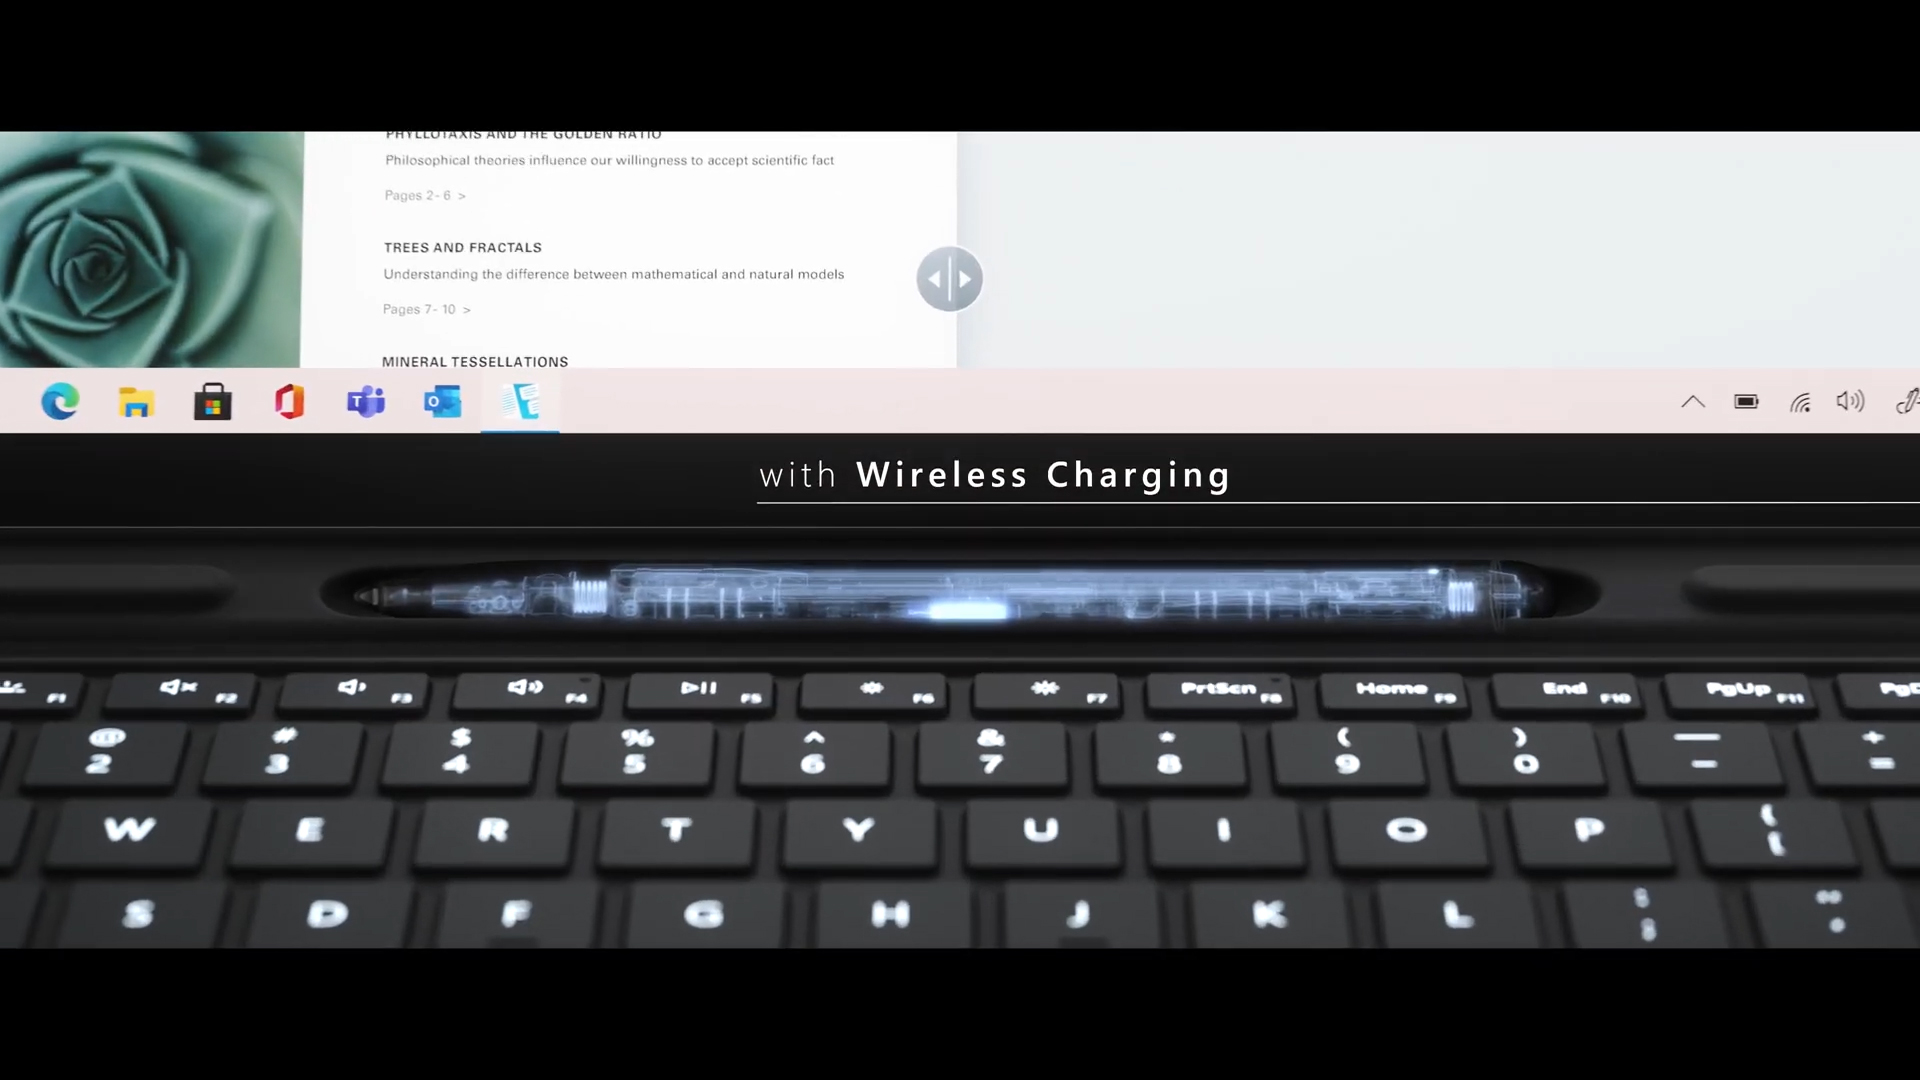 PHYLLOTAXIS AND THE GOLDEN RATIO
Philosophical theories influence our willingness to accept scientific fact
Pages 2- 6 >
TREES AND FRACTALS
Understanding the difference between mathematical and natural models
Pages 7- 10 >
MINERAL TESSELLATIONS
T O
with Wireless Charging
F1 F2 F3 F4 F5 F6 F7 PrtScn F8 Home F9 End F10 PgUp F11
@ # $ % ^ & * ( ) — +
2 3 4 5 6 7 8 9 0 - =
W E R T Y U I O P {
[
S D F G H J K L :
;